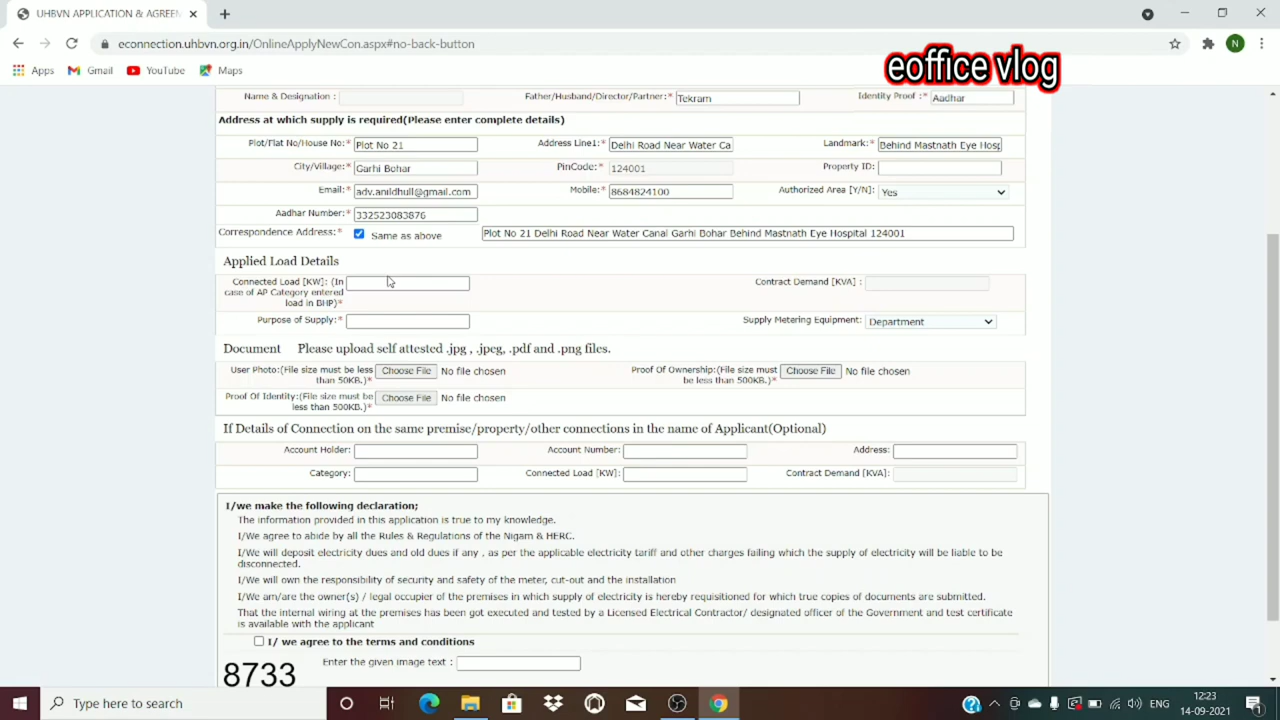 UHBVN APPLICATION & AGREEM
econnection.uhbvn.org.in/OnlineApplyNewCon.aspx#no-back-button
N
Apps Gmail YouTube Maps
eoffice vlog
Name & Designation : Father/Husband/Director/Partner:* Tekram Identity Proof :* Aadhar
Address at which supply is required(Please enter complete details)
Plot/Flat No/House No:* Plot No 21 Address Line1:* Delhi Road Near Water Ca Landmark:* Behind Mastnath Eye Hosp
City/Village:* Garhi Bohar PinCode:* 124001 Property ID:
Email:* adv.anildhull@gmail.com Mobile:* 8684824100 Authorized Area [Y/N]: Yes
Aadhar Number:* 332523083876
Correspondence Address:* Same as above Plot No 21 Delhi Road Near Water Canal Garhi Bohar Behind Mastnath Eye Hospital 124001
Applied Load Details
Connected Load [KW]: (In Contract Demand [KVA] :
case of AP Category entered
load in BHP)*
Purpose of Supply:* Supply Metering Equipment: Department
Document Please upload self attested .jpg , .jpeg, .pdf and .png files.
User Photo:(File size must be less Choose File No file chosen Proof Of Ownership:(File size must Choose File No file chosen
than 50KB.)* be less than 500KB.)*
Proof Of Identity:(File size must be Choose File No file chosen
less than 500KB.)*
If Details of Connection on the same premise/property/other connections in the name of Applicant(Optional)
Account Holder: Account Number: Address:
Category: Connected Load [KW]: Contract Demand [KVA]:
I/we make the following declaration;
The information provided in this application is true to my knowledge.
I/We agree to abide by all the Rules & Regulations of the Nigam & HERC.
I/We will deposit electricity dues and old dues if any , as per the applicable electricity tariff and other charges failing which the supply of electricity will be liable to be
disconnected.
I/We will own the responsibility of security and safety of the meter, cut-out and the installation
I/We am/are the owner(s) / legal occupier of the premises in which supply of electricity is hereby requisitioned for which true copies of documents are submitted.
That the internal wiring at the premises has got executed and tested by a Licensed Electrical Contractor/ designated officer of the Government and test certificate
is available with the applicant
I/ we agree to the terms and conditions
8733 Enter the given image text :
Type here to search ENG 12:23
14-09-2021 1